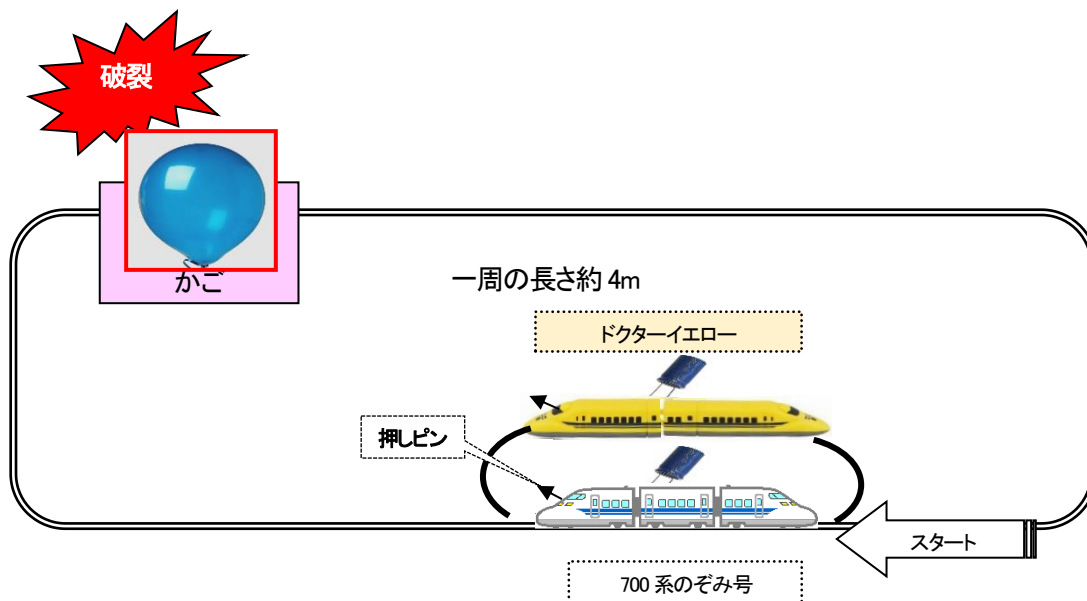 破裂
かご
一周の長さ約 4m
ドクターイエロー
押しピン
スタート
700 系のぞみ号